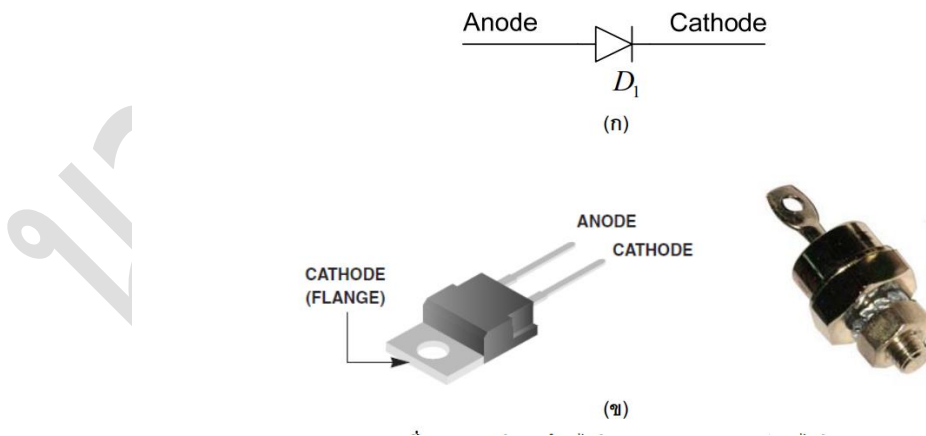 Anode Cathode
D1
(ก)
ANODE
CATHODE
CATHODE
(FLANGE)
(ข)